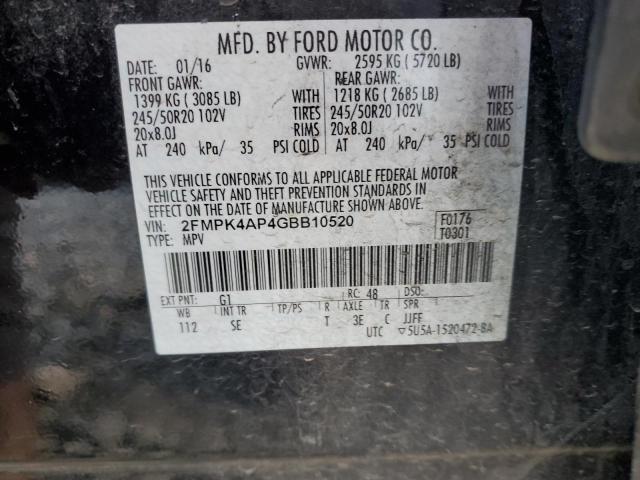 MFD. BY FORD MOTOR CO.
DATE: 01/16 GVWR: 2595 KG ( 5720 LB)
FRONT GAWR: REAR GAWR:
1399 KG ( 3085 LB) WITH 1218 KG ( 2685 LB) WITH
245/50R20 102V TIRES 245/50R20 102V TIRES
20x8.0J RIMS 20x8.0J RIMS
AT 240 kPa/ 35 PSI COLD AT 240 kPa/ 35 PSI COLD
THIS VEHICLE CONFORMS TO ALL APPLICABLE FEDERAL MOTOR
VEHICLE SAFETY AND THEFT PREVENTION STANDARDS IN
EFFECT ON THE DATE OF MANUFACTURE SHOWN ABOVE.
VIN: 2FMPK4AP4GBB10520 F0176
TYPE: MPV T0301
EXT PNT: G1 RC: 48 DSO:
WB INT TR TP/PS R AXLE TR SPR
112 SE T 3E C JJFF
UTC ▽5U5A-1520472-BA